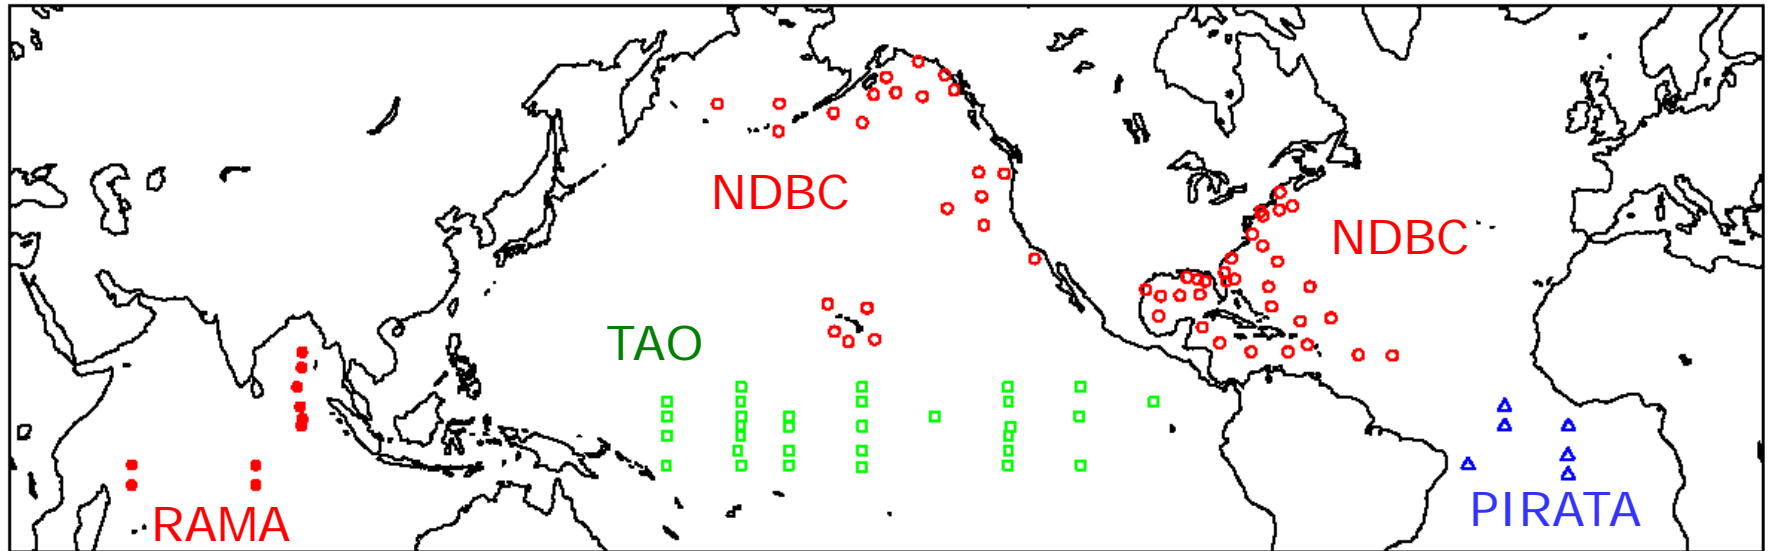 NDBC
NDBC
TAO
RAMA
PIRATA